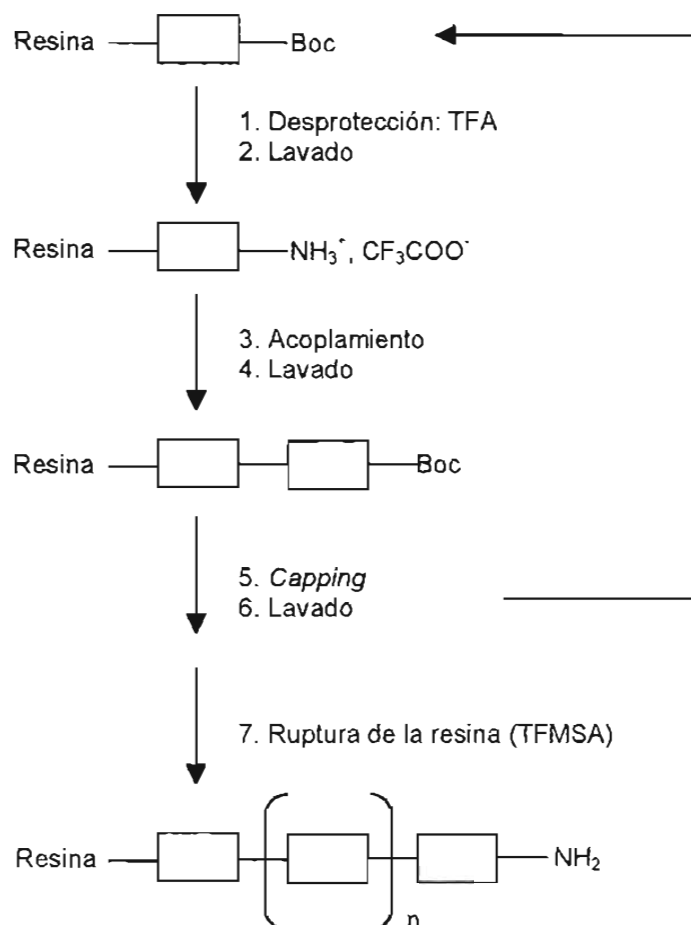 Resina
Boc
1. Desprotección: TFA
2. Lavado
Resina
NH₃⁺, CF₃COO⁻
3. Acoplamiento
4. Lavado
Resina
Boc
5. Capping
6. Lavado
7. Ruptura de la resina (TFMSA)
Resina
NH₂
n